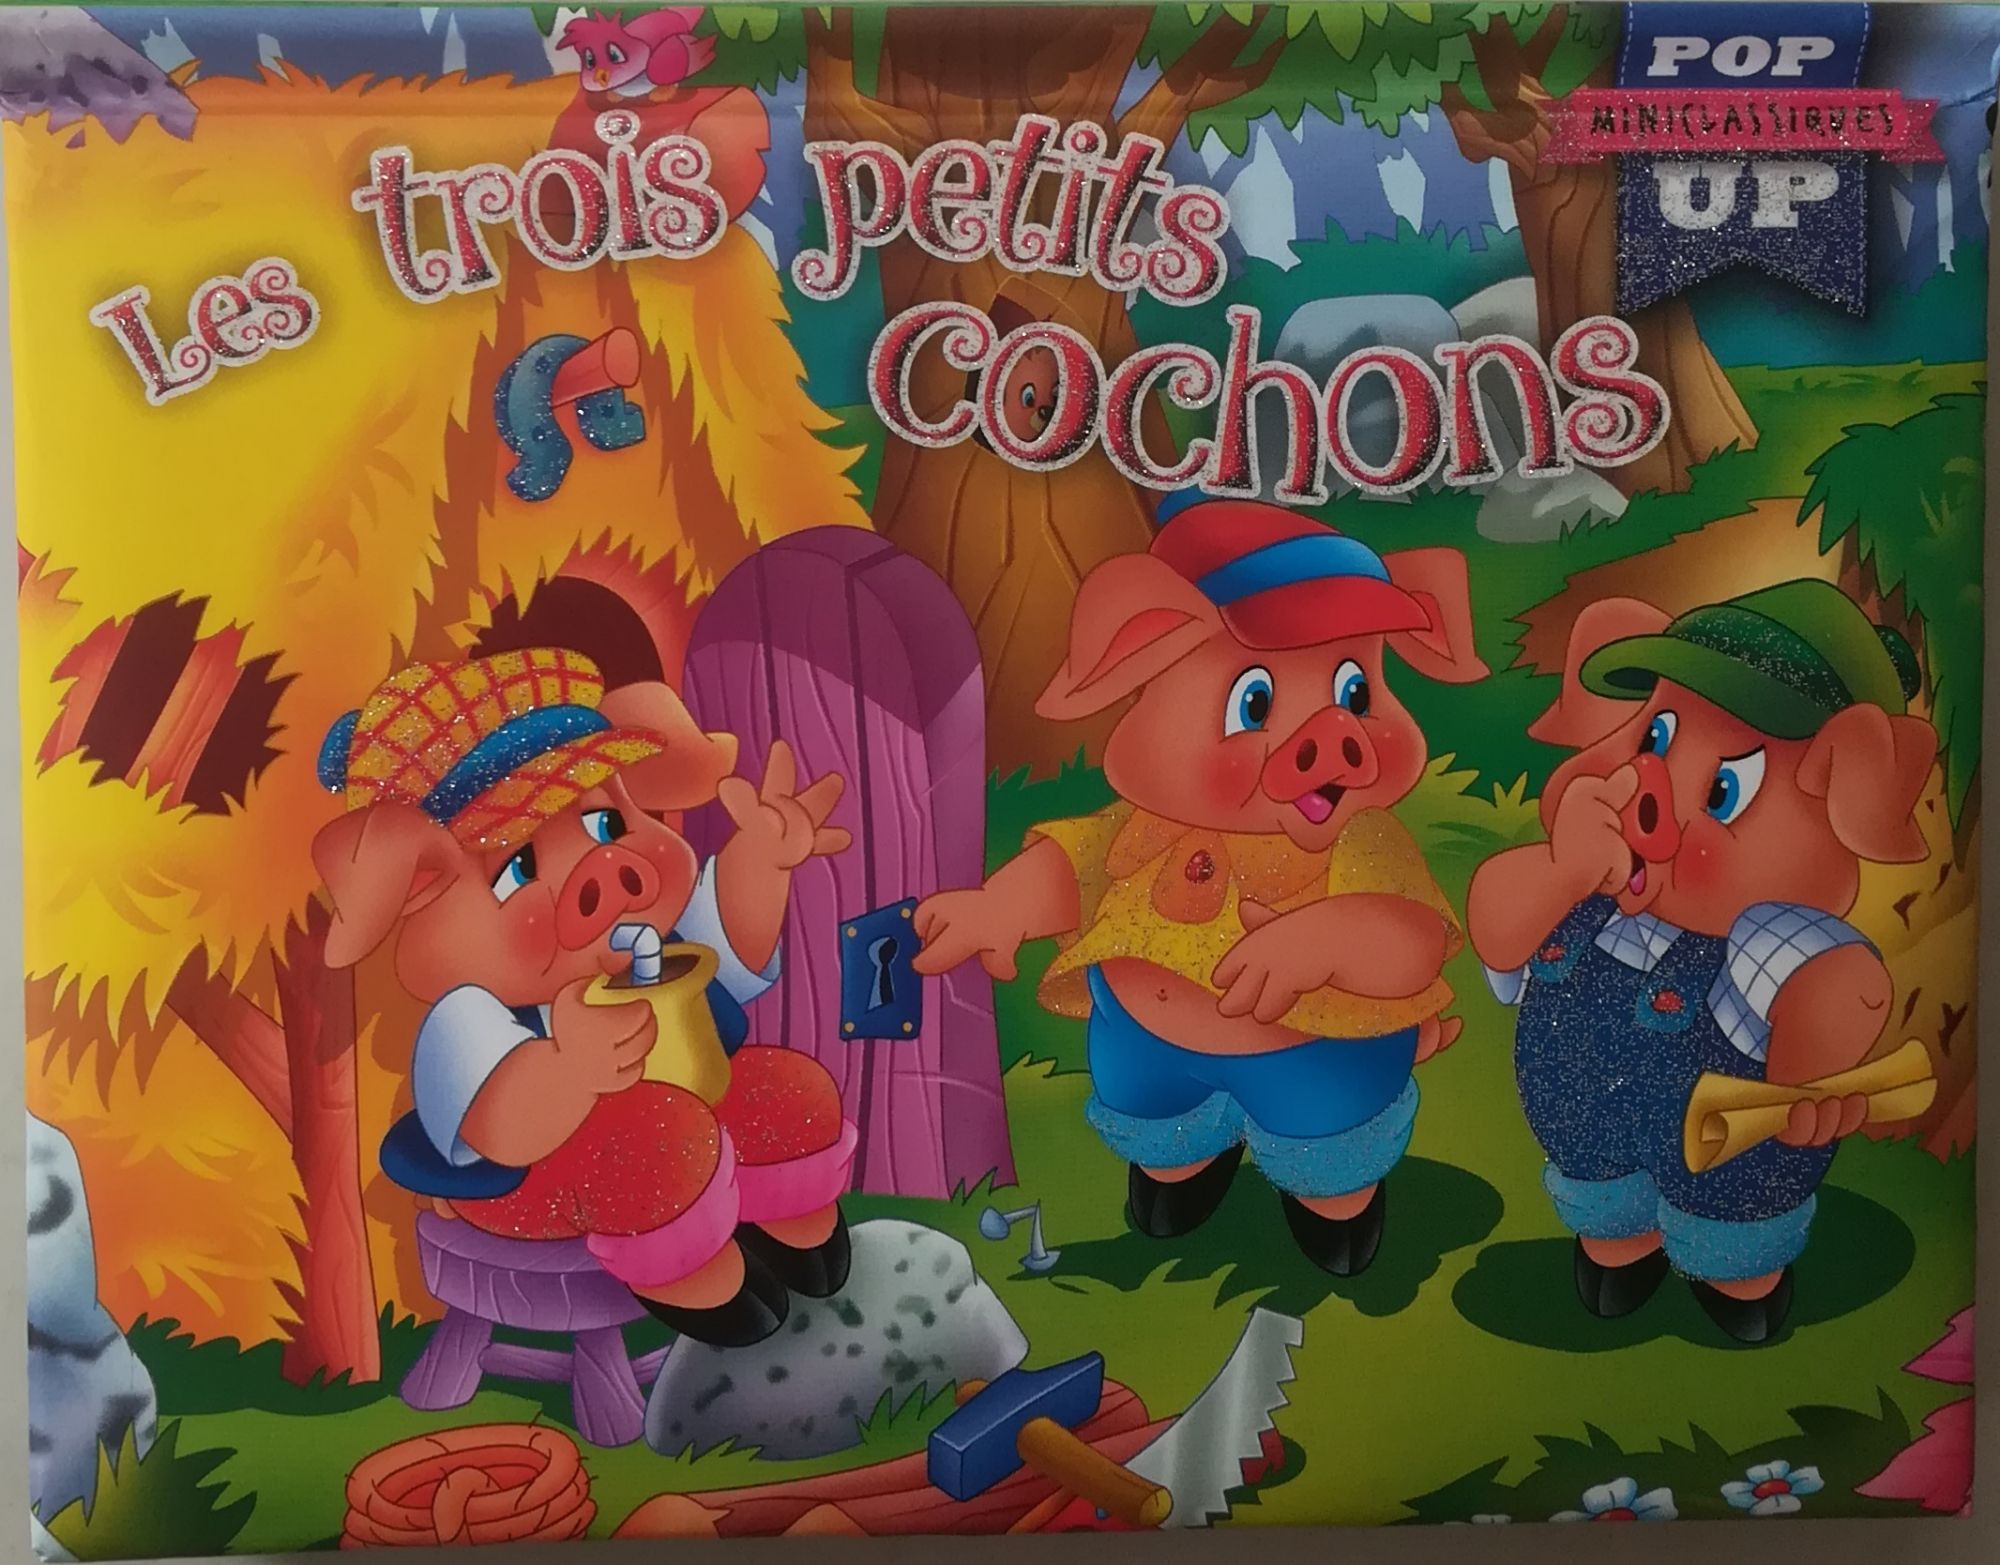 Les trois petits
cochons
POP
MINICLASSIQUES
UP